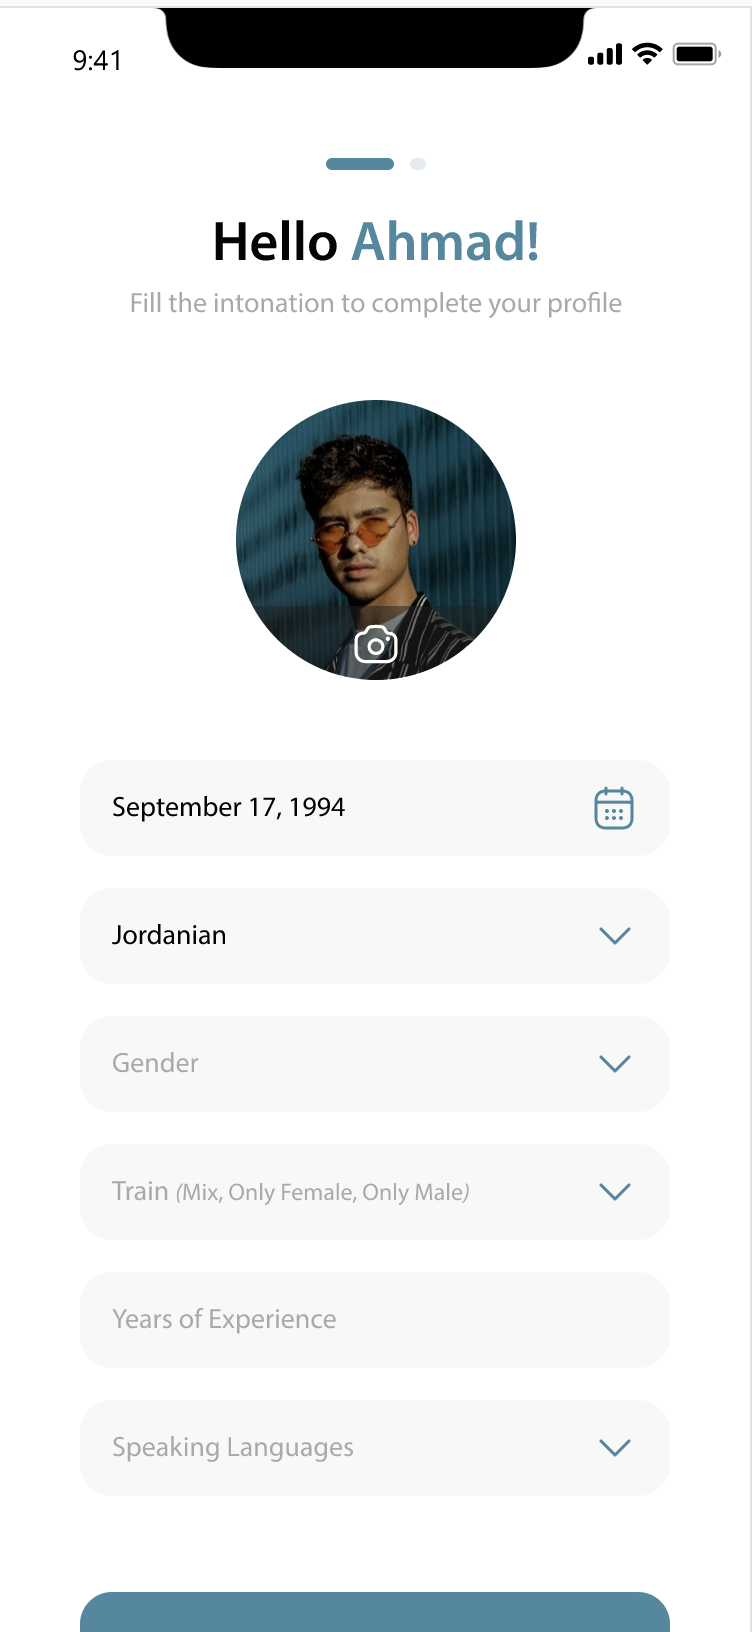 9:41
Hello Ahmad!
Fill the intonation to complete your profile
September 17, 1994
Jordanian
Gender
Train (Mix, Only Female, Only Male)
Years of Experience
Speaking Languages